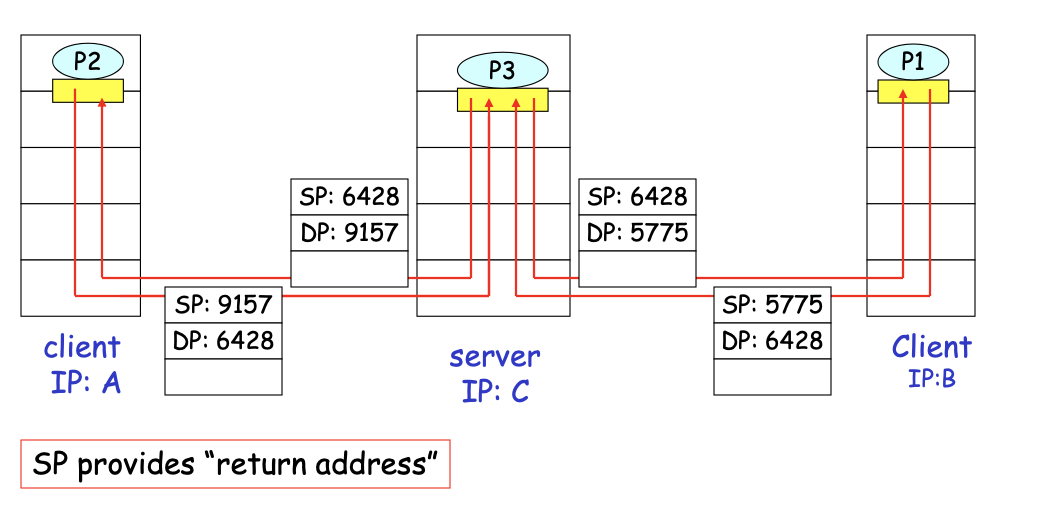 P2
P3
P1
SP: 6428
DP: 9157
SP: 6428
DP: 5775
SP: 9157
DP: 6428
SP: 5775
DP: 6428
client
IP: A
server
IP: C
Client
IP:B
SP provides “return address”